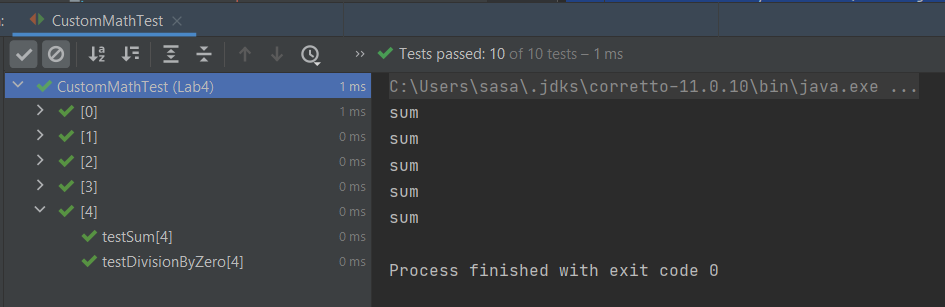 CustomMathTest
Tests passed: 10 of 10 tests – 1 ms
CustomMathTest (Lab4) 1 ms
[0] 1 ms
[1] 0 ms
[2] 0 ms
[3] 0 ms
[4] 0 ms
testSum[4] 0 ms
testDivisionByZero[4] 0 ms
C:\Users\sasa\.jdks\corretto-11.0.10\bin\java.exe ...
sum
sum
sum
sum
sum
Process finished with exit code 0